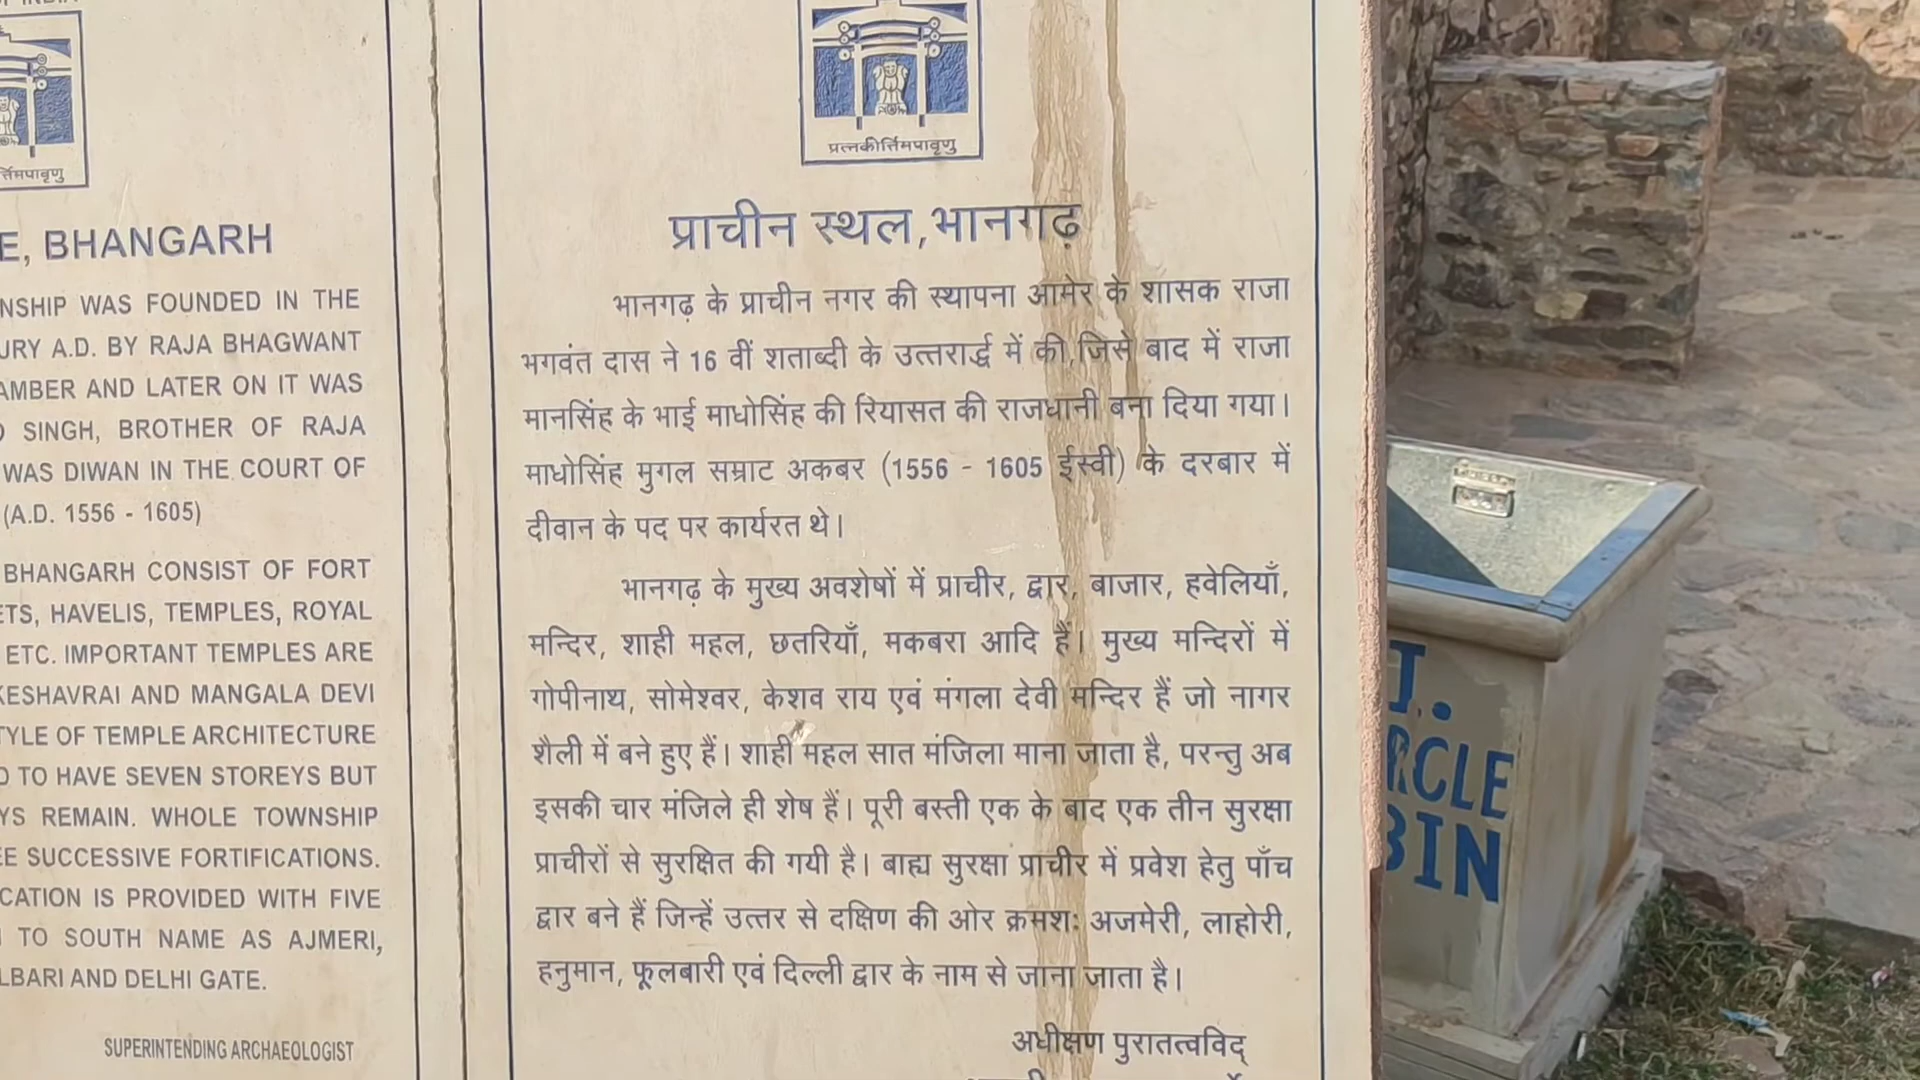 र्त्तिमपावृणु
E, BHANGARH
NSHIP WAS FOUNDED IN THE
URY A.D. BY RAJA BHAGWANT
AMBER AND LATER ON IT WAS
SINGH, BROTHER OF RAJA
WAS DIWAN IN THE COURT OF
(A.D. 1556 - 1605)
BHANGARH CONSIST OF FORT
ETS, HAVELIS, TEMPLES, ROYAL
ETC. IMPORTANT TEMPLES ARE
KESHAVRAI AND MANGALA DEVI
TYLE OF TEMPLE ARCHITECTURE
D TO HAVE SEVEN STOREYS BUT
YS REMAIN. WHOLE TOWNSHIP
EE SUCCESSIVE FORTIFICATIONS.
CATION IS PROVIDED WITH FIVE
TO SOUTH NAME AS AJMERI,
LBARI AND DELHI GATE.
SUPERINTENDING ARCHAEOLOGIST
प्रत्नकीर्त्तिमपावृणु
प्राचीन स्थल, भानगढ़
भानगढ़ के प्राचीन नगर की स्थापना आमेर के शासक राजा
भगवंत दास ने 16 वीं शताब्दी के उत्तरार्द्ध में की, जिसे बाद में राजा
मानसिंह के भाई माधोसिंह की रियासत की राजधानी बना दिया गया।
माधोसिंह मुगल सम्राट अकबर (1556 - 1605 ईस्वी) के दरबार में
दीवान के पद पर कार्यरत थे।
भानगढ़ के मुख्य अवशेषों में प्राचीर, द्वार, बाजार, हवेलियाँ,
मन्दिर, शाही महल, छतरियाँ, मकबरा आदि हैं। मुख्य मन्दिरों में
गोपीनाथ, सोमेश्वर, केशव राय एवं मंगला देवी मन्दिर हैं जो नागर
शैली में बने हुए हैं। शाही महल सात मंजिला माना जाता है, परन्तु अब
इसकी चार मंजिले ही शेष हैं। पूरी बस्ती एक के बाद एक तीन सुरक्षा
प्राचीरों से सुरक्षित की गयी है। बाह्य सुरक्षा प्राचीर में प्रवेश हेतु पाँच
द्वार बने हैं जिन्हें उत्तर से दक्षिण की ओर क्रमशः अजमेरी, लाहोरी,
हनुमान, फूलबारी एवं दिल्ली द्वार के नाम से जाना जाता है।
अधीक्षण पुरातत्वविद्
J.
RCLE
BIN